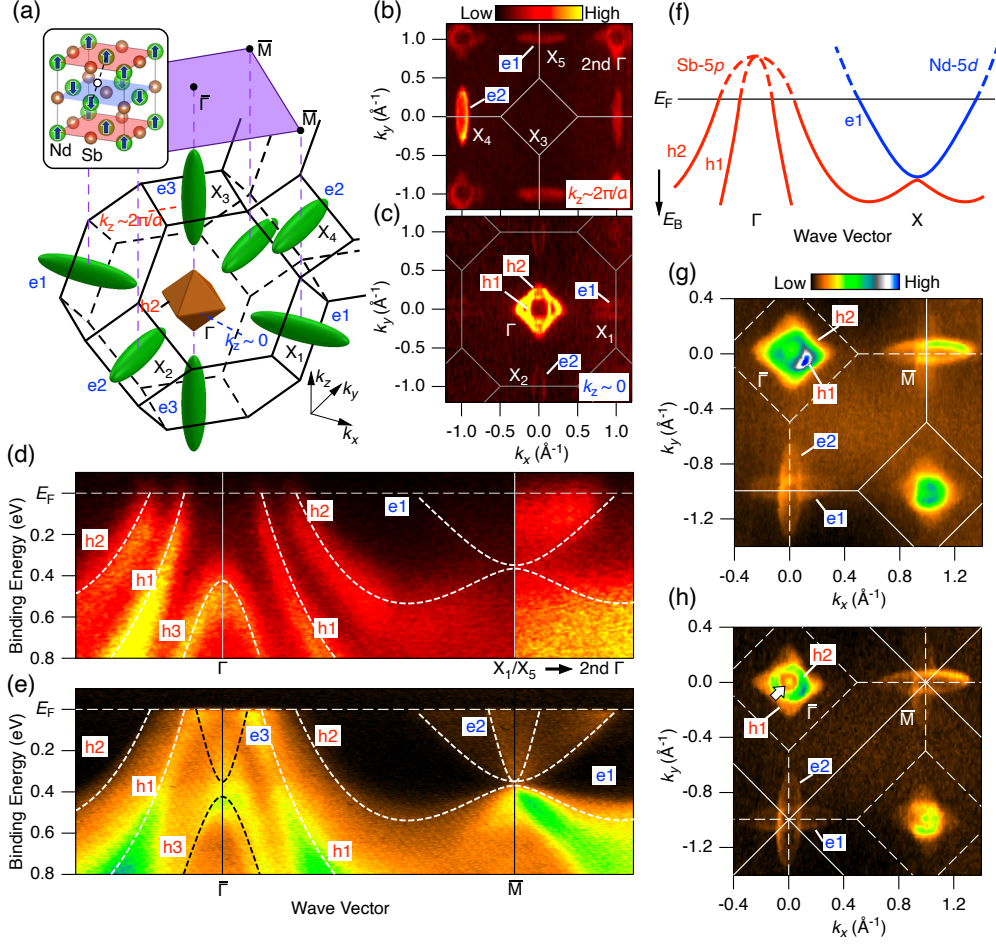 (a)
Nd
Sb
M̅
Γ̅
M̅
e3
X₃
e2
k_z~2π/a
X₄
e1
h2
Γ
e1
k_z~ 0
X₁
X₂
e2
e3
k_z
k_y
k_x
(b)
Low
High
1.0
0.5
0.0
-0.5
-1.0
k_y (Å⁻¹)
e1
X₅
2nd Γ
e2
X₄
X₃
k_z~2π/a
(c)
1.0
0.5
0.0
-0.5
-1.0
k_y (Å⁻¹)
h2
h1
e1
Γ
X₁
X₂
e2
k_z ~ 0
-1.0
0.0
1.0
k_x (Å⁻¹)
(f)
Sb-5p
Nd-5d
E_F
e1
h2
h1
E_B
Γ
X
Wave Vector
(d)
E_F
0.2
0.4
0.6
0.8
Binding Energy (eV)
h2
h1
h3
h2
h1
e1
Γ
X₁/X₅ → 2nd Γ
(e)
E_F
0.2
0.4
0.6
0.8
Binding Energy (eV)
h2
h1
h3
e3
h2
h1
e2
e1
Γ̅
M̅
Wave Vector
(g)
Low
High
0.4
0.0
-0.4
-0.8
-1.2
k_y (Å⁻¹)
h2
Γ̅
h1
M̅
e2
e1
-0.4
0.0
0.4
0.8
1.2
k_x (Å⁻¹)
(h)
0.4
0.0
-0.4
-0.8
-1.2
k_y (Å⁻¹)
h2
h1
Γ̅
M̅
e2
e1
-0.4
0.0
0.4
0.8
1.2
k_x (Å⁻¹)